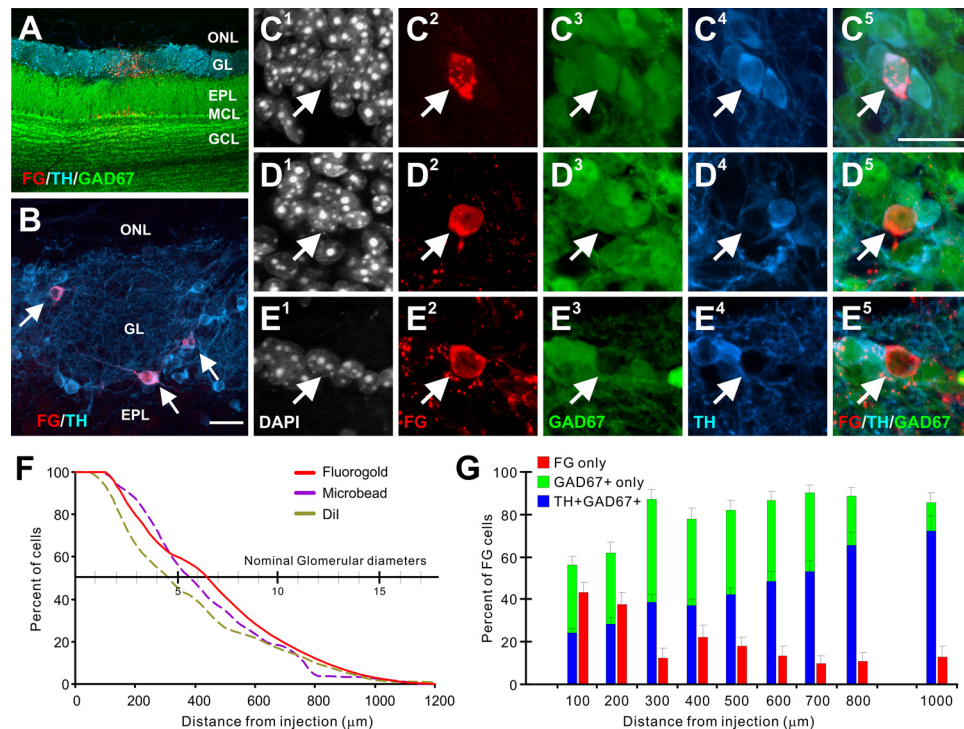 A
ONL
GL
EPL
MCL
GCL
FG/TH/GAD67
B
ONL
GL
EPL
FG/TH
C1
C2
C3
C4
C5
D1
D2
D3
D4
D5
E1
E2
E3
E4
E5
DAPI
FG
GAD67
TH
FG/TH/GAD67
F
Fluorogold
Microbead
DiI
Nominal Glomerular diameters
5
10
15
100
80
60
40
20
0
Percent of cells
0
200
400
600
800
1000
1200
Distance from injection (μm)
G
FG only
GAD67+ only
TH+GAD67+
100
80
60
40
20
0
Percent of FG cells
100
200
300
400
500
600
700
800
1000
Distance from injection (μm)